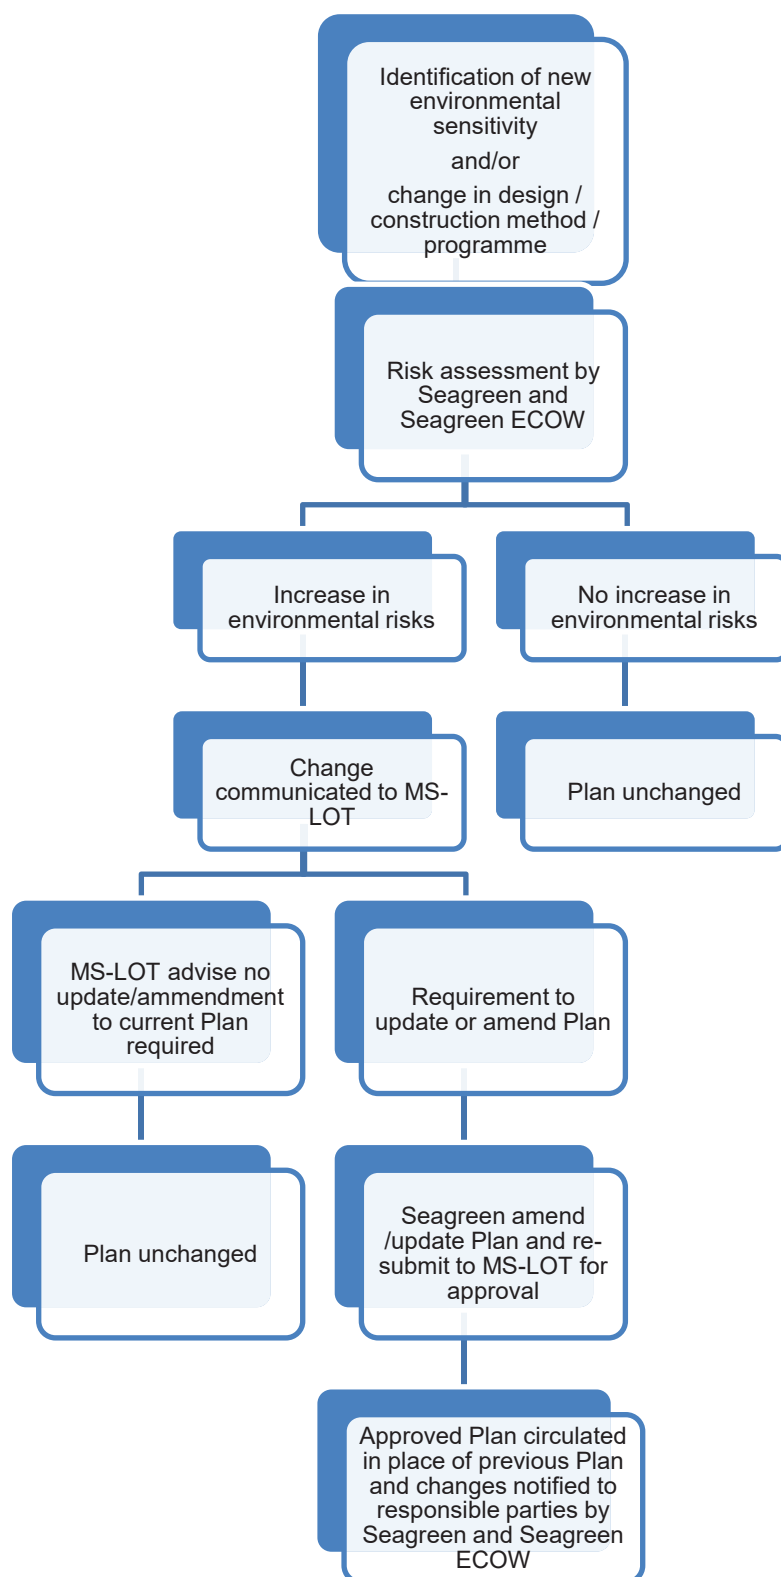 Identification of new
environmental
sensitivity
and/or
change in design /
construction method /
programme
Risk assessment by
Seagreen and
Seagreen ECOW
Increase in
environmental risks
No increase in
environmental risks
Change
communicated to MS-
LOT
Plan unchanged
MS-LOT advise no
update/ammendment
to current Plan
required
Requirement to
update or amend Plan
Plan unchanged
Seagreen amend
/update Plan and re-
submit to MS-LOT for
approval
Approved Plan circulated
in place of previous Plan
and changes notified to
responsible parties by
Seagreen and Seagreen
ECOW